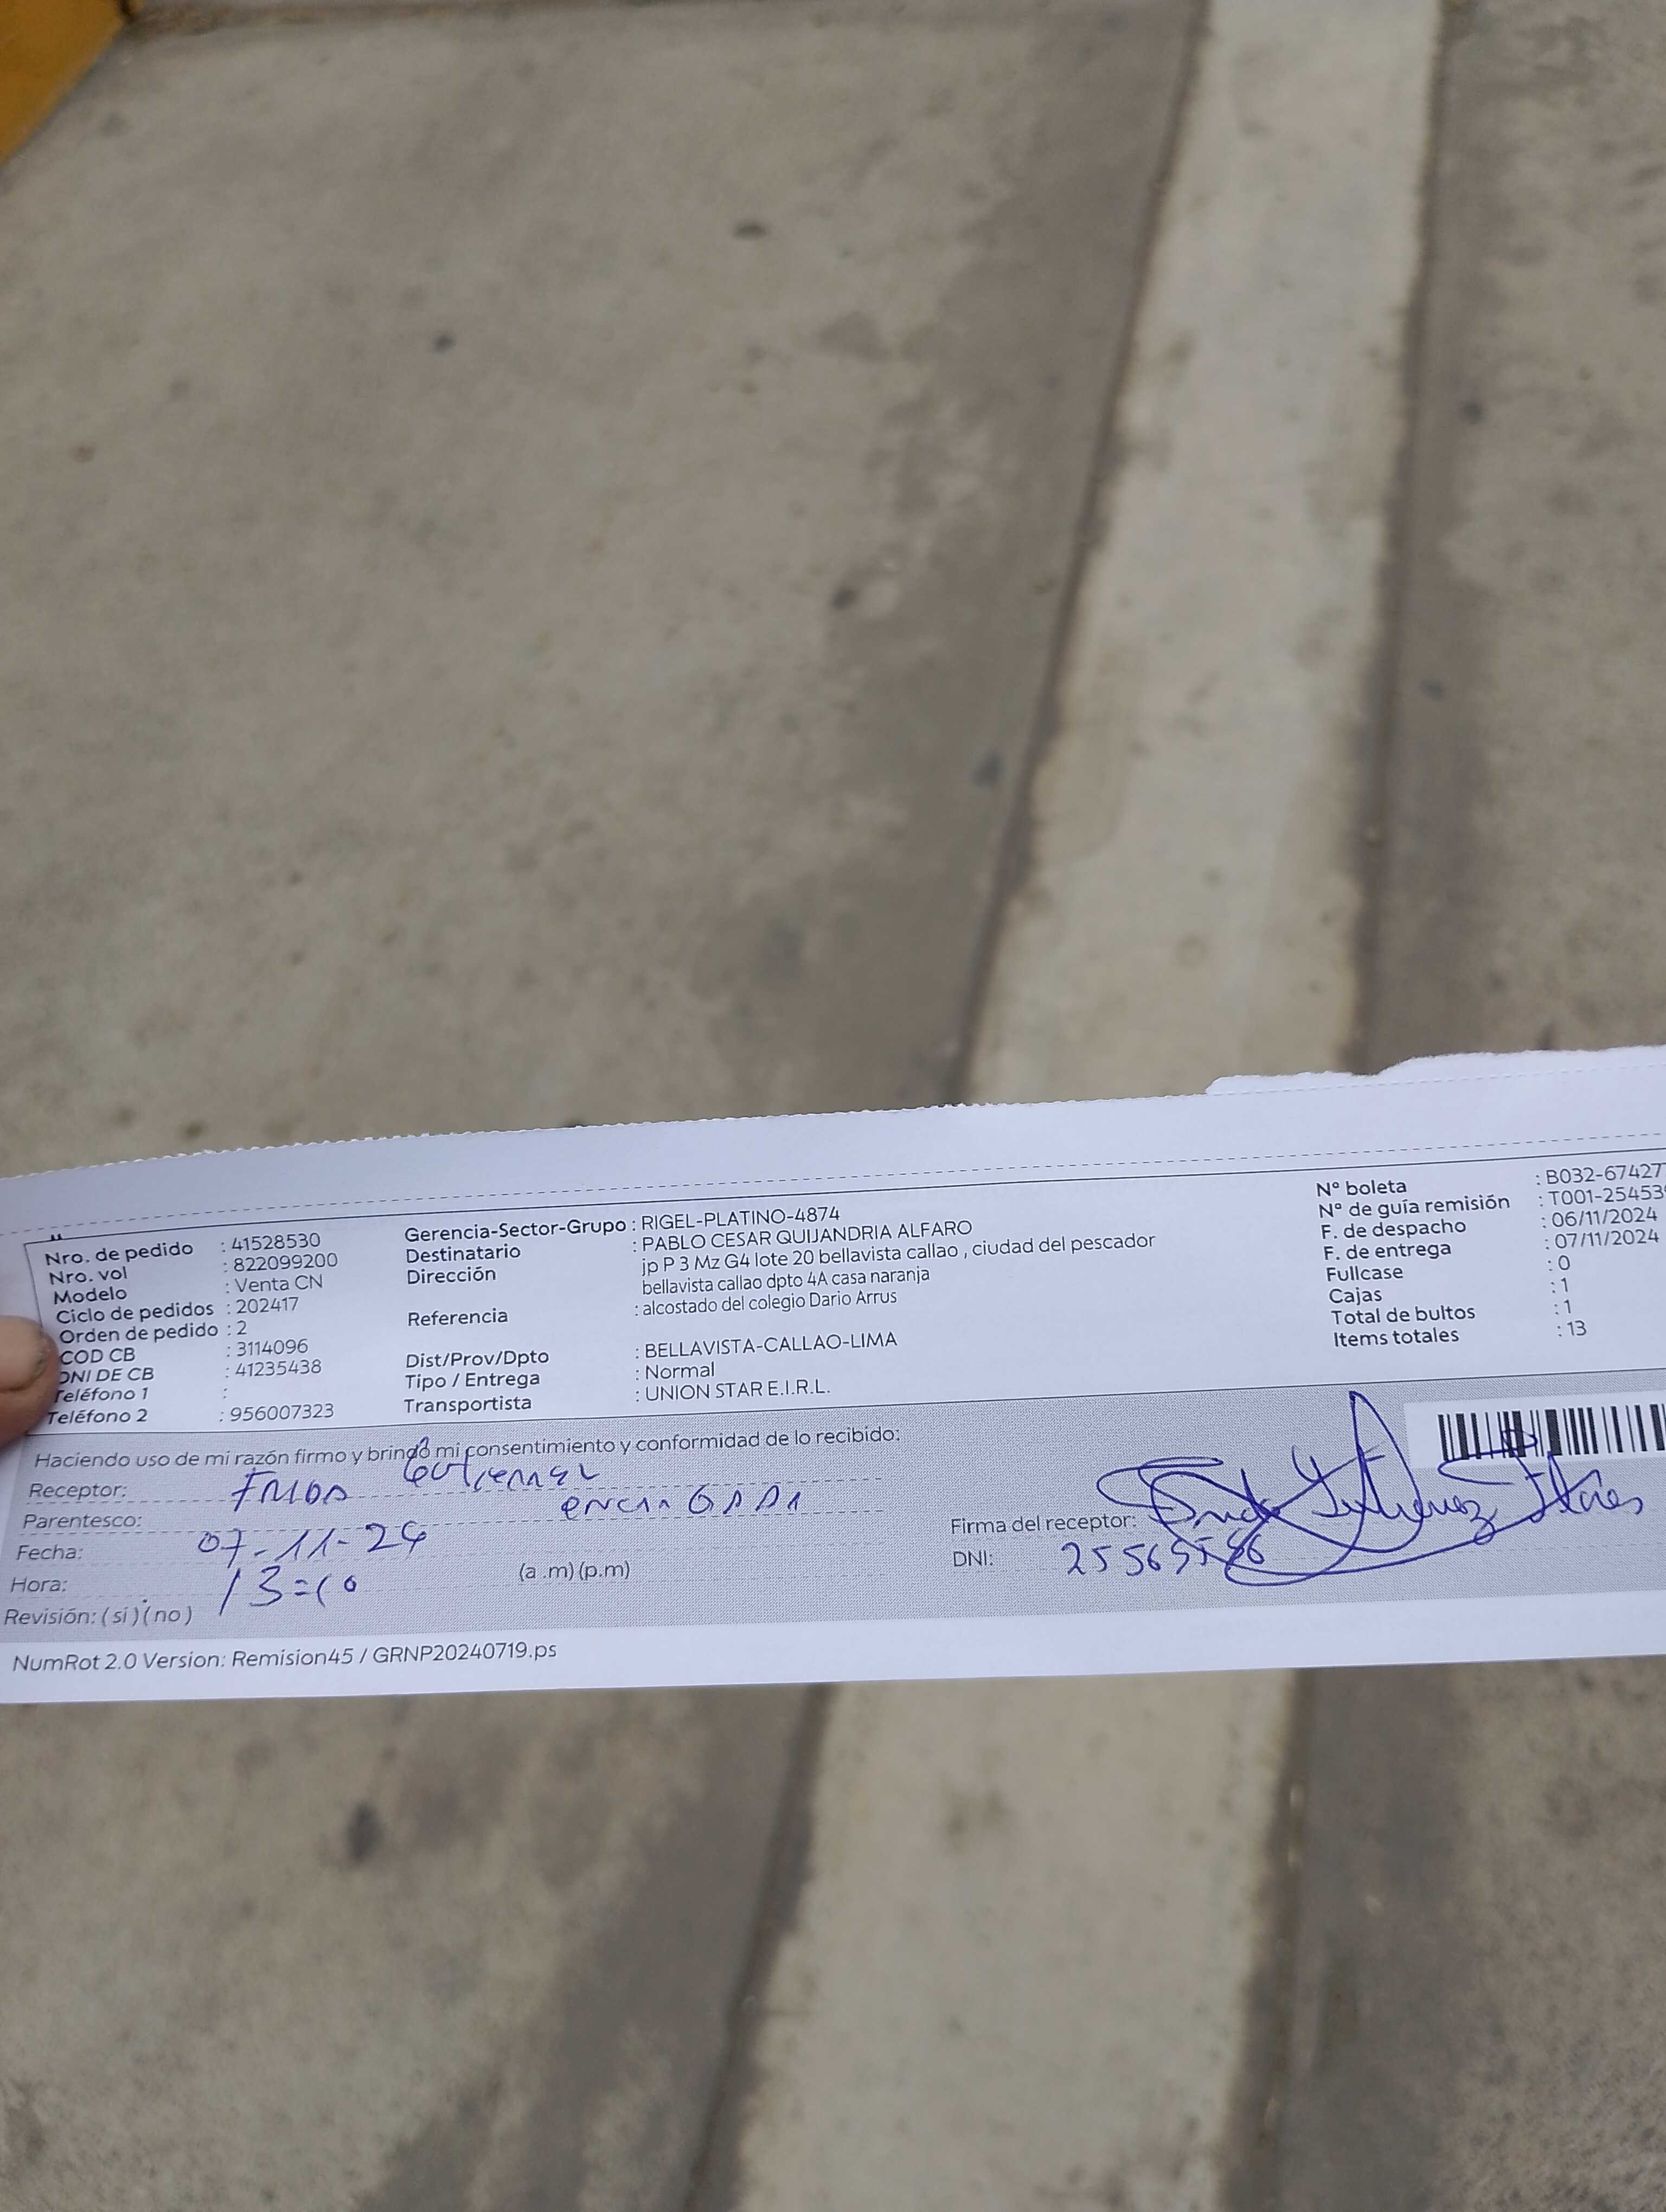 Nro. de pedido : 41528530
Nro. vol : 822099200
Modelo : Venta CN
Ciclo de pedidos : 202417
Orden de pedido : 2
COD CB : 3114096
DNI DE CB : 41235438
Teléfono 1 :
Teléfono 2 : 956007323
Gerencia-Sector-Grupo : RIGEL-PLATINO-4874
Destinatario : PABLO CESAR QUIJANDRIA ALFARO
Dirección jp P 3 Mz G4 lote 20 bellavista callao , ciudad del pescador
bellavista callao dpto 4A casa naranja
Referencia : alcostado del colegio Dario Arrus
Dist/Prov/Dpto : BELLAVISTA-CALLAO-LIMA
Tipo / Entrega : Normal
Transportista : UNION STAR E.I.R.L.
N° boleta : B032-67427
N° de guía remisión : T001-25453
F. de despacho : 06/11/2024
F. de entrega : 07/11/2024
Fullcase : 0
Cajas : 1
Total de bultos : 1
Items totales : 13
Haciendo uso de mi razón firmo y brindo mi consentimiento y conformidad de lo recibido:
Receptor: Gutierrez
Parentesco: encargada
Fecha: 07-11-24
Hora: (a .m) (p.m)
Revisión: ( si ) ( no )
Firma del receptor: Gutierrez Flores
DNI:
NumRot 2.0 Version: Remision45 / GRNP20240719.ps